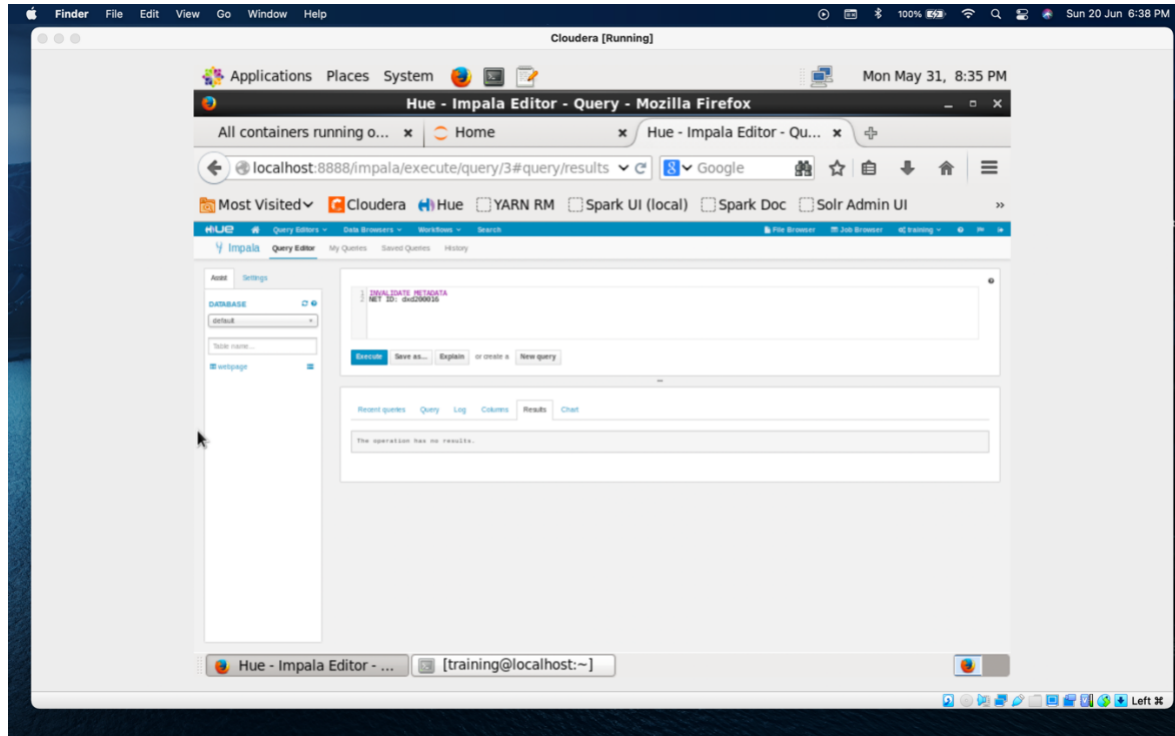 Finder File Edit View Go Window Help 100% Sun 20 Jun 6:38 PM
Cloudera [Running]
Applications Places System Mon May 31, 8:35 PM
Hue - Impala Editor - Query - Mozilla Firefox
All containers running o... Home Hue - Impala Editor - Qu...
localhost:8888/impala/execute/query/3#query/results Google
Most Visited Cloudera Hue YARN RM Spark UI (local) Spark Doc Solr Admin UI »
HUE Query Editors Data Browsers Workflows Search File Browser Job Browser training
Impala Query Editor My Queries Saved Queries History
Assist Settings
DATABASE
default
Table name...
webpage
1 INVALIDATE METADATA
2 NET ID: dxd200016
Execute Save as... Explain or create a New query
Recent queries Query Log Columns Results Chart
The operation has no results.
Hue - Impala Editor - ... [training@localhost:~]
Left ⌘